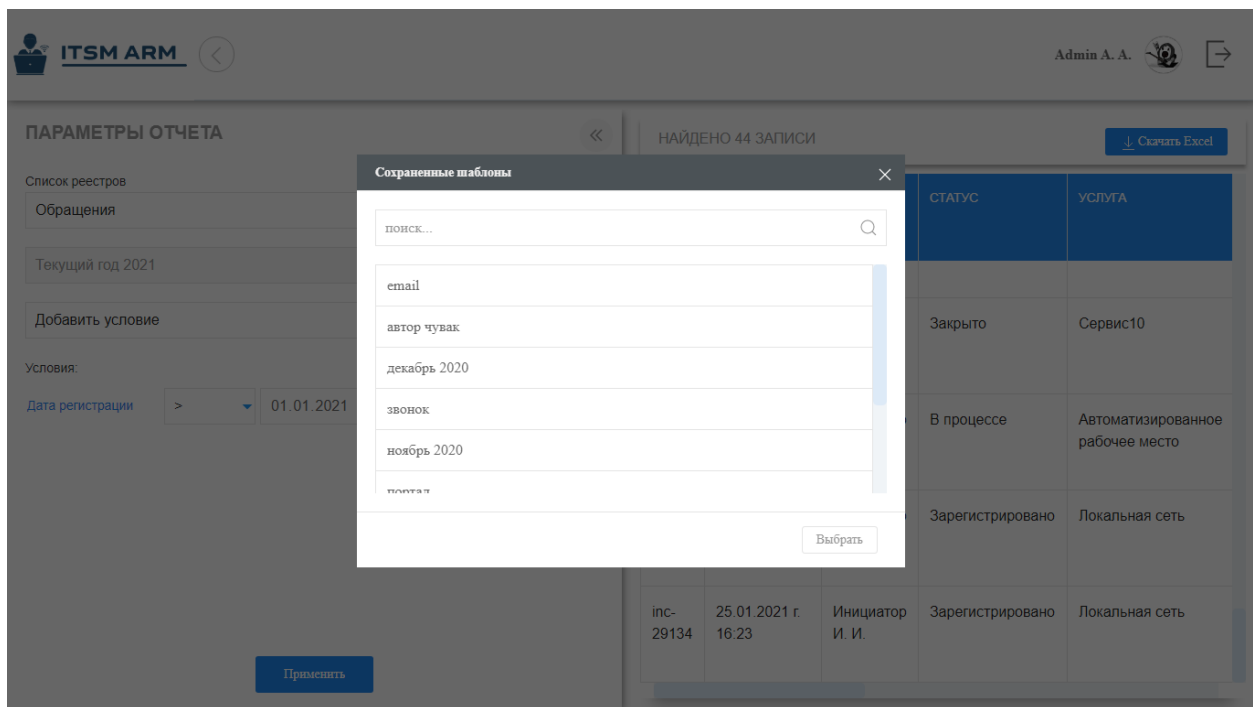 ITSM ARM
Admin A. A.
ПАРАМЕТРЫ ОТЧЕТА
Список реестров
Обращения
Текущий год 2021
Добавить условие
Условия:
Дата регистрации > 01.01.2021
Применить
НАЙДЕНО 44 ЗАПИСИ
Скачать Excel
Сохраненные шаблоны
поиск...
email
автор чувак
декабрь 2020
звонок
ноябрь 2020
портал
Выбрать
СТАТУС УСЛУГА
Закрыто Сервис10
В процессе Автоматизированное
рабочее место
Зарегистрировано Локальная сеть
inc- 25.01.2021 г. Инициатор Зарегистрировано Локальная сеть
29134 16:23 И. И.